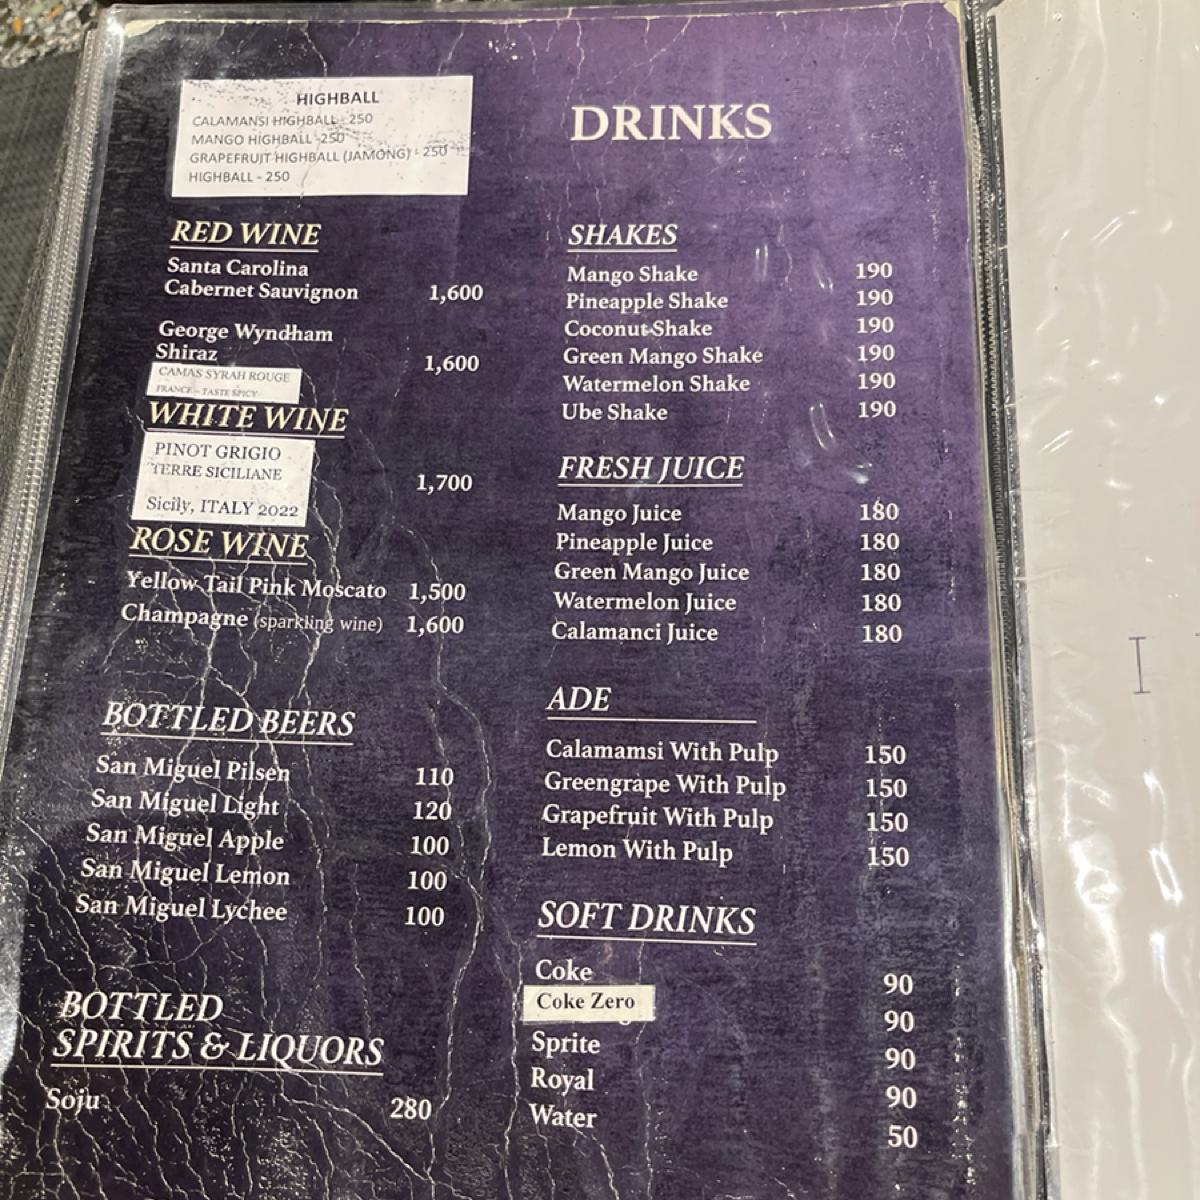 HIGHBALL
CALAMANSI HIGHBALL - 250
MANGO HIGHBALL -250
GRAPEFRUIT HIGHBALL (JAMONG) - 250
HIGHBALL - 250
RED WINE
Santa Carolina
Cabernet Sauvignon 1,600
George Wyndham
Shiraz 1,600
CAMAS SYRAH ROUGE
FRANCE – TASTE SPICY
WHITE WINE
PINOT GRIGIO
TERRE SICILIANE 1,700
Sicily, ITALY 2022
ROSE WINE
Yellow Tail Pink Moscato 1,500
Champagne (sparkling wine) 1,600
BOTTLED BEERS
San Miguel Pilsen 110
San Miguel Light 120
San Miguel Apple 100
San Miguel Lemon 100
San Miguel Lychee 100
BOTTLED
SPIRITS & LIQUORS
Soju 280
DRINKS
SHAKES
Mango Shake 190
Pineapple Shake 190
Coconut Shake 190
Green Mango Shake 190
Watermelon Shake 190
Ube Shake 190
FRESH JUICE
Mango Juice 180
Pineapple Juice 180
Green Mango Juice 180
Watermelon Juice 180
Calamanci Juice 180
ADE
Calamamsi With Pulp 150
Greengrape With Pulp 150
Grapefruit With Pulp 150
Lemon With Pulp 150
SOFT DRINKS
Coke 90
Coke Zero 90
Sprite 90
Royal 90
Water 50